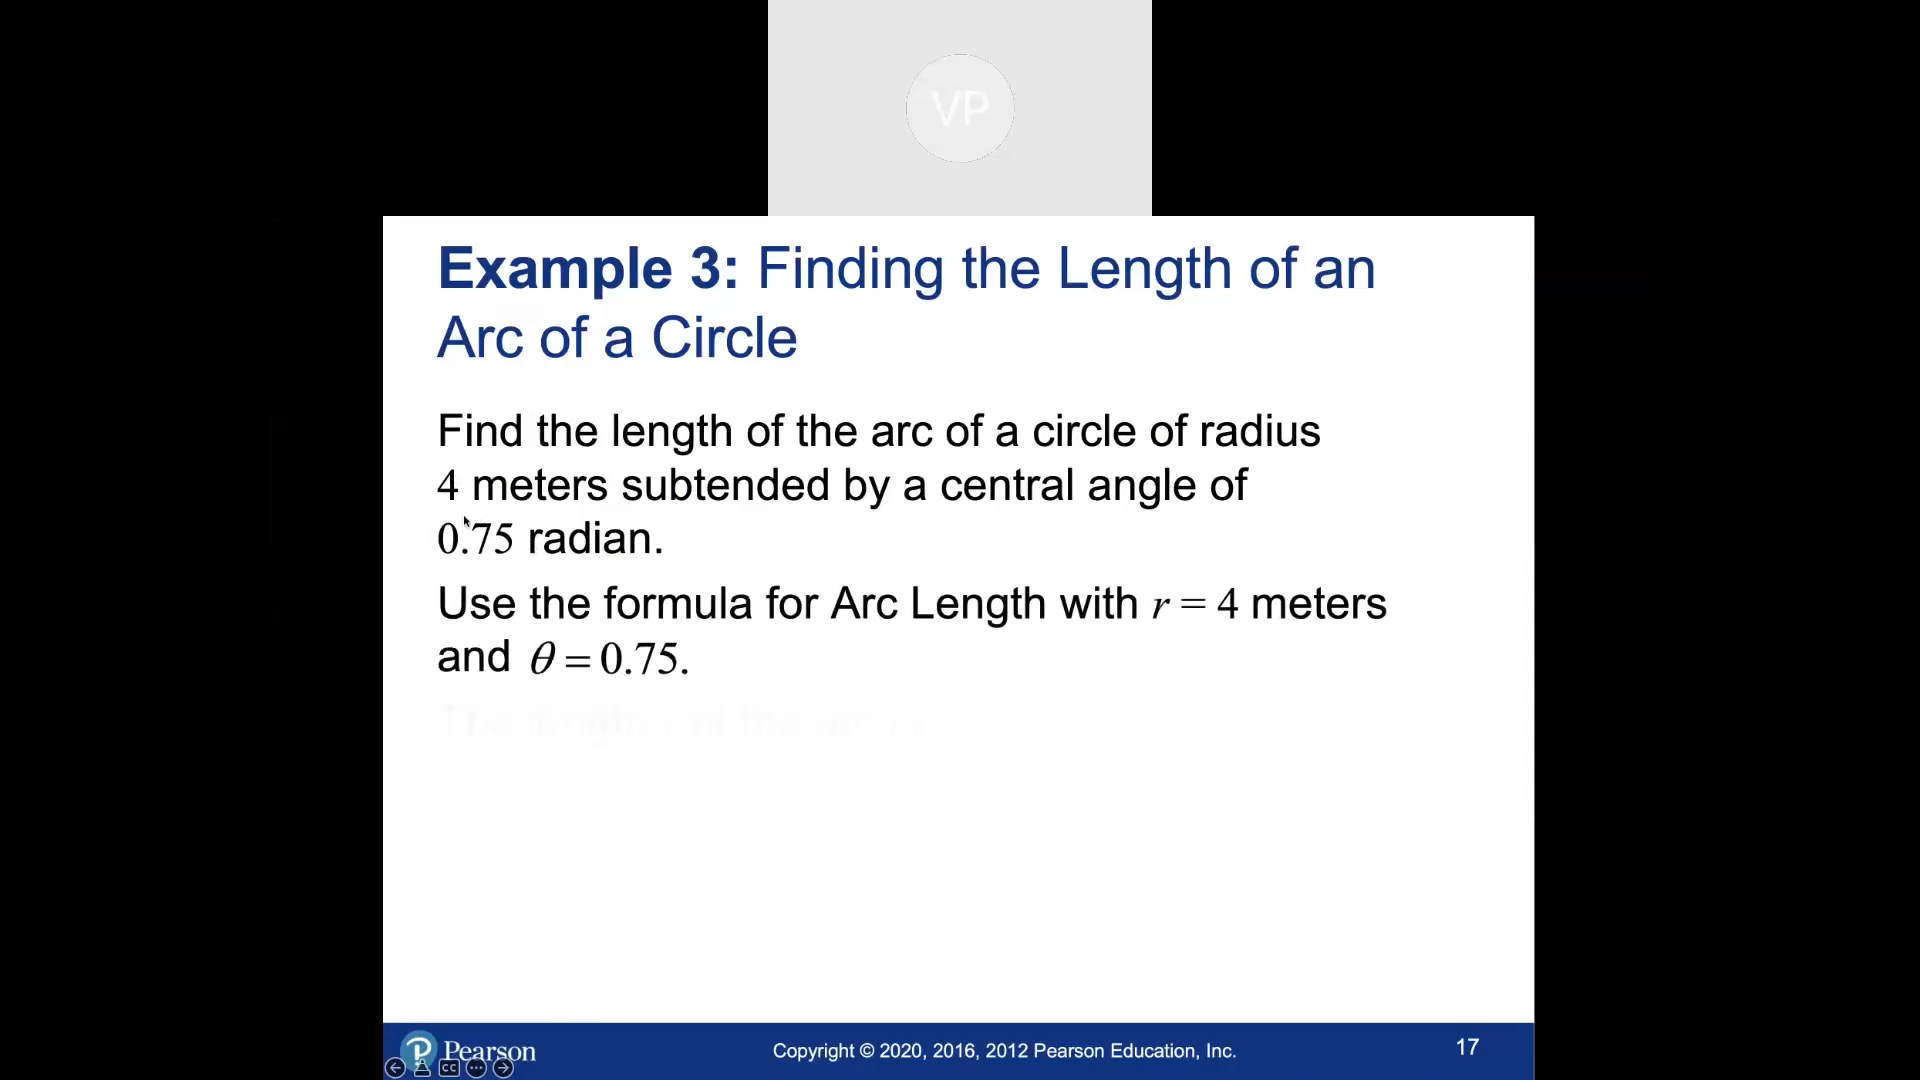 VP
Example 3: Finding the Length of an
Arc of a Circle
Find the length of the arc of a circle of radius
4 meters subtended by a central angle of
0.75 radian.
Use the formula for Arc Length with r = 4 meters
and θ = 0.75.
Pearson
CC
Copyright © 2020, 2016, 2012 Pearson Education, Inc.
17